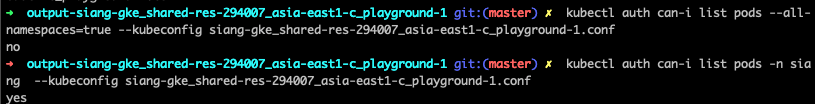 ➜ output-siang-gke_shared-res-294007_asia-east1-c_playground-1 git:(master) ✗ kubectl auth can-i list pods --all-
namespaces=true --kubeconfig siang-gke_shared-res-294007_asia-east1-c_playground-1.conf
no
➜ output-siang-gke_shared-res-294007_asia-east1-c_playground-1 git:(master) ✗ kubectl auth can-i list pods -n sia
ng  --kubeconfig siang-gke_shared-res-294007_asia-east1-c_playground-1.conf
yes